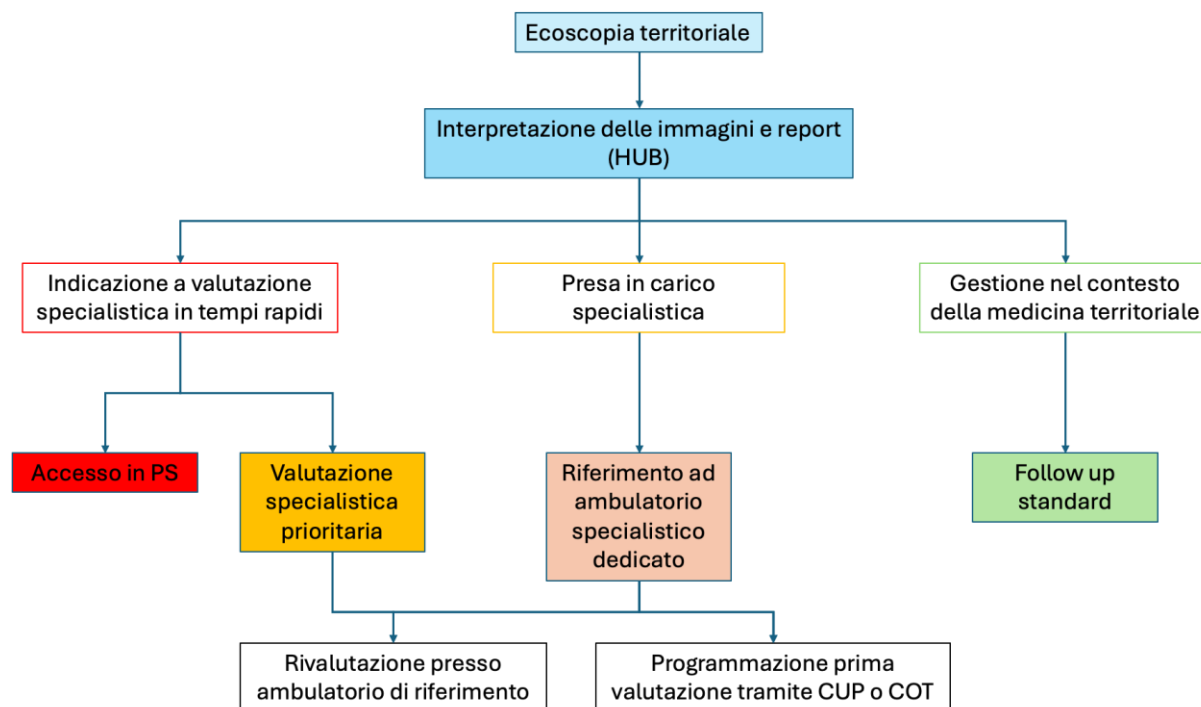 Ecoscopia territoriale
Interpretazione delle immagini e report
(HUB)
Indicazione a valutazione
specialistica in tempi rapidi
Presa in carico
specialistica
Gestione nel contesto
della medicina territoriale
Accesso in PS
Valutazione
specialistica
prioritaria
Riferimento ad
ambulatorio
specialistico
dedicato
Follow up
standard
Rivalutazione presso
ambulatorio di riferimento
Programmazione prima
valutazione tramite CUP o COT